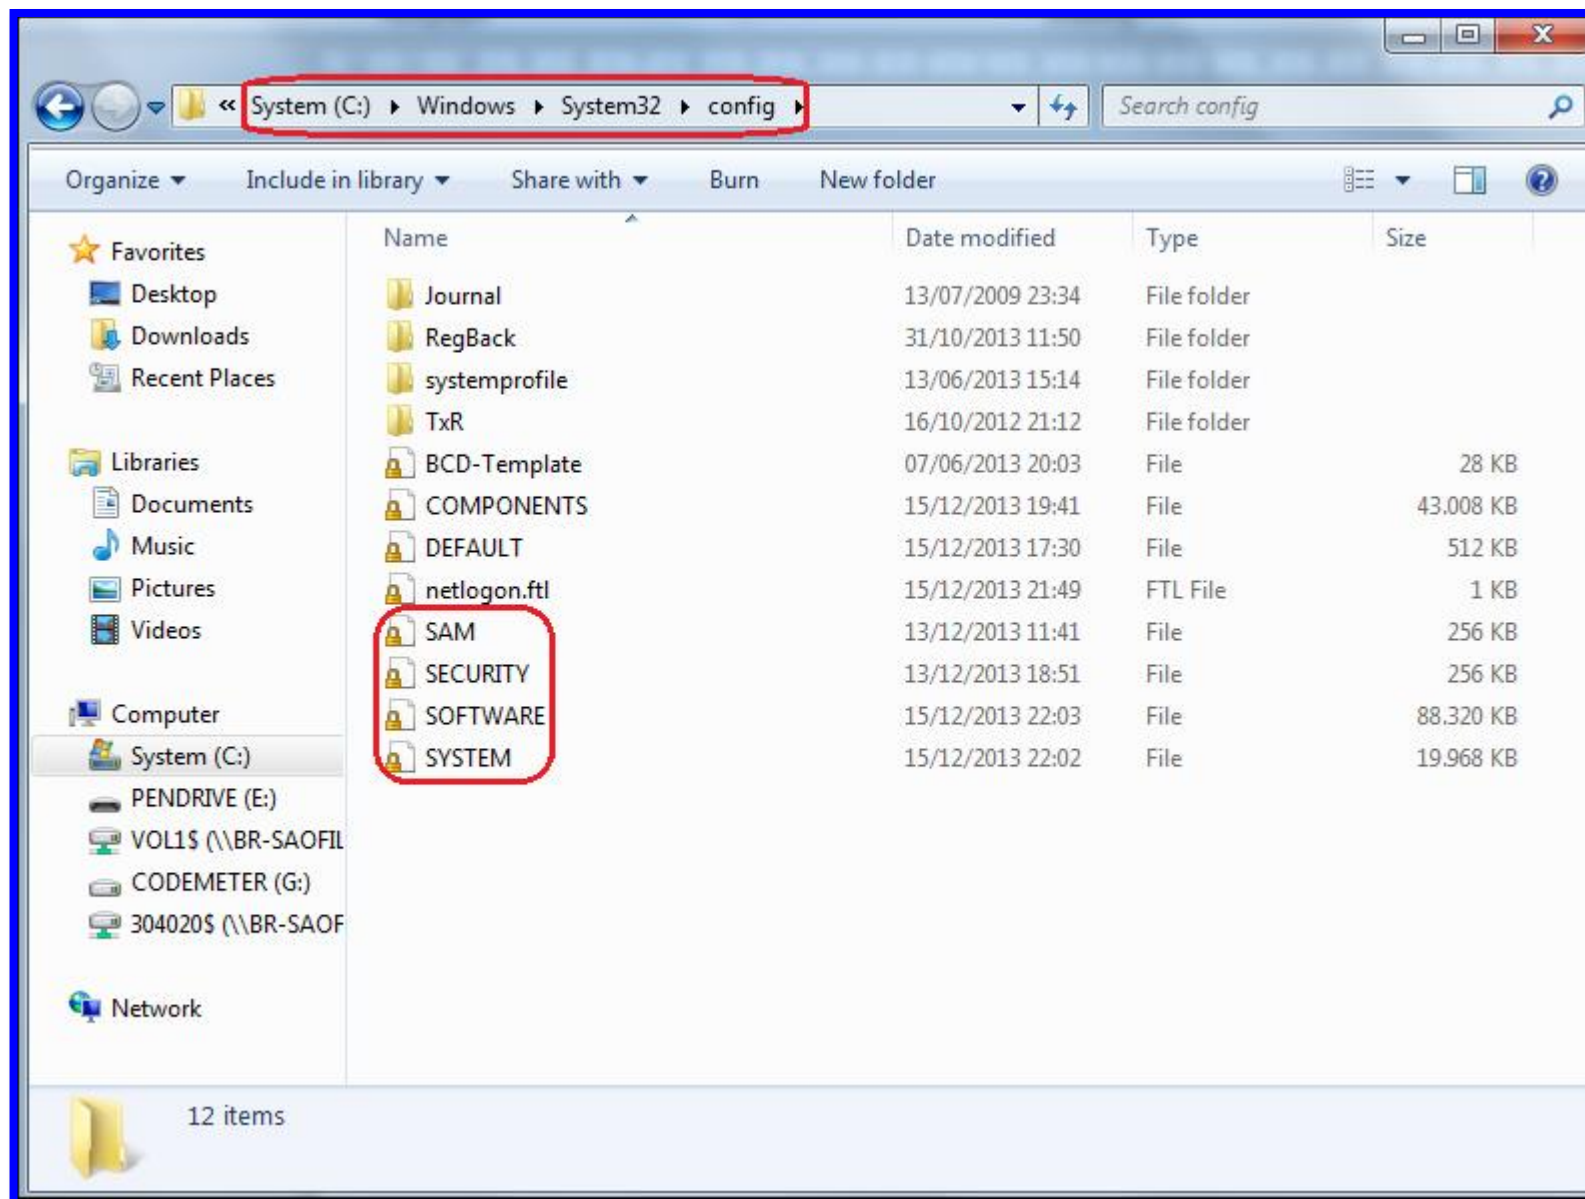 « System (C:) Windows System32 config Search config
Organize Include in library Share with Burn New folder
Name Date modified Type Size
Favorites
Desktop
Downloads
Recent Places
Libraries
Documents
Music
Pictures
Videos
Computer
System (C:)
PENDRIVE (E:)
VOL1$ (\\BR-SAOFIL
CODEMETER (G:)
304020$ (\\BR-SAOF
Network
Journal 13/07/2009 23:34 File folder
RegBack 31/10/2013 11:50 File folder
systemprofile 13/06/2013 15:14 File folder
TxR 16/10/2012 21:12 File folder
BCD-Template 07/06/2013 20:03 File 28 KB
COMPONENTS 15/12/2013 19:41 File 43.008 KB
DEFAULT 15/12/2013 17:30 File 512 KB
netlogon.ftl 15/12/2013 21:49 FTL File 1 KB
SAM 13/12/2013 11:41 File 256 KB
SECURITY 13/12/2013 18:51 File 256 KB
SOFTWARE 15/12/2013 22:03 File 88.320 KB
SYSTEM 15/12/2013 22:02 File 19.968 KB
12 items